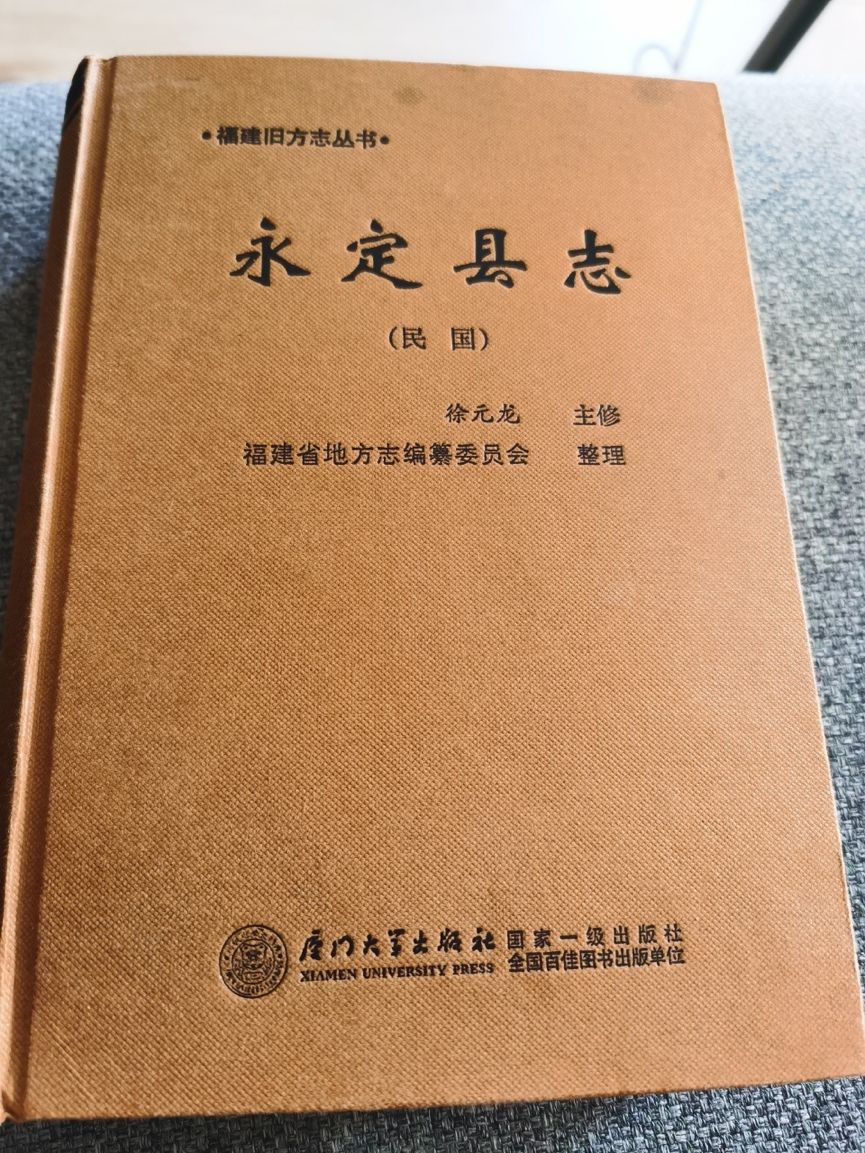 •福建旧方志丛书•
永定县志
(民 国)
徐元龙 主修
福建省地方志编纂委员会 整理
厦门大学出版社 国家一级出版社
XIAMEN UNIVERSITY PRESS 全国百佳图书出版单位